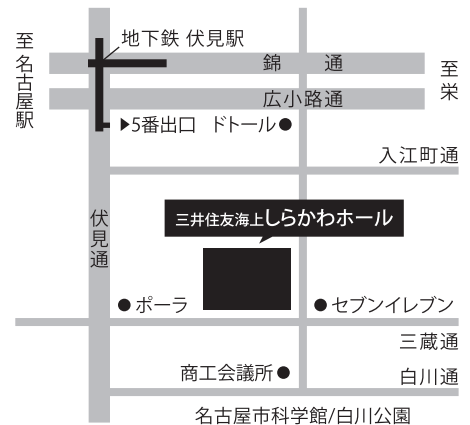 地下鉄 伏見駅
至名古屋駅
錦通
至栄
広小路通
▶5番出口 ドトール●
入江町通
三井住友海上しらかわホール
伏見通
●ポーラ
●セブンイレブン
三蔵通
商工会議所●
白川通
名古屋市科学館/白川公園